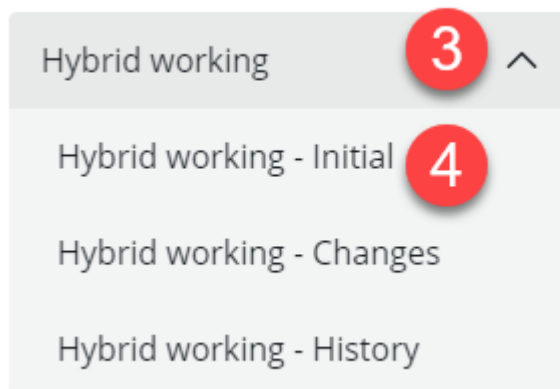 Hybrid working 3
Hybrid working - Initial 4
Hybrid working - Changes
Hybrid working - History